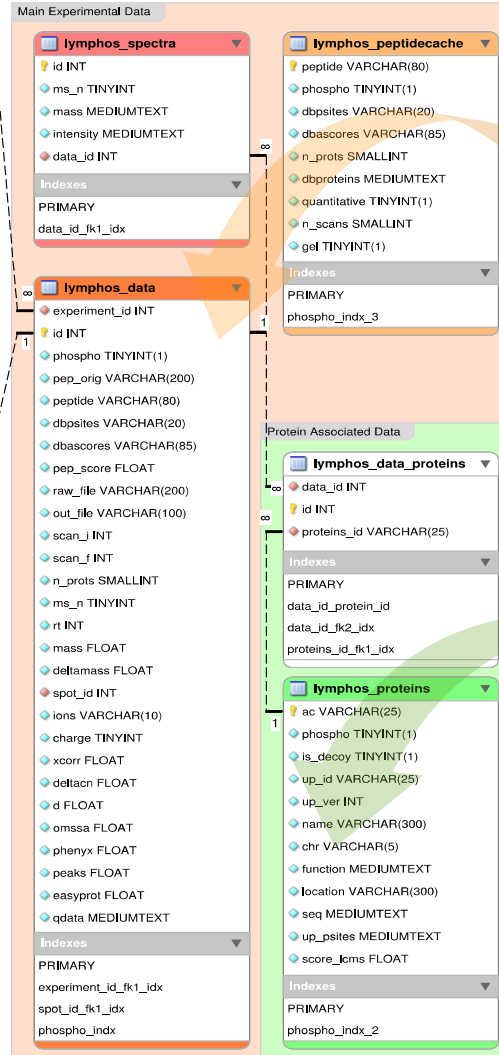 Main Experimental Data
lymphos_spectra
id INT
ms_n TINYINT
mass MEDIUMTEXT
intensity MEDIUMTEXT
data_id INT
Indexes
PRIMARY
data_id_fk1_idx
lymphos_peptidecache
peptide VARCHAR(80)
phospho TINYINT(1)
dbpsites VARCHAR(20)
dbascores VARCHAR(85)
n_prots SMALLINT
dbproteins MEDIUMTEXT
quantitative TINYINT(1)
n_scans SMALLINT
gel TINYINT(1)
Indexes
PRIMARY
phospho_indx_3
∞
∞
1
1
lymphos_data
experiment_id INT
id INT
phospho TINYINT(1)
pep_orig VARCHAR(200)
peptide VARCHAR(80)
dbpsites VARCHAR(20)
dbascores VARCHAR(85)
pep_score FLOAT
raw_file VARCHAR(200)
out_file VARCHAR(100)
scan_i INT
scan_f INT
n_prots SMALLINT
ms_n TINYINT
rt INT
mass FLOAT
deltamass FLOAT
spot_id INT
ions VARCHAR(10)
charge TINYINT
xcorr FLOAT
deltacn FLOAT
d FLOAT
omssa FLOAT
phenyx FLOAT
peaks FLOAT
easyprot FLOAT
qdata MEDIUMTEXT
Indexes
PRIMARY
experiment_id_fk1_idx
spot_id_fk1_idx
phospho_indx
Protein Associated Data
lymphos_data_proteins
∞
data_id INT
id INT
∞
proteins_id VARCHAR(25)
Indexes
PRIMARY
data_id_protein_id
data_id_fk2_idx
proteins_id_fk1_idx
lymphos_proteins
1
ac VARCHAR(25)
phospho TINYINT(1)
is_decoy TINYINT(1)
up_id VARCHAR(25)
up_ver INT
name VARCHAR(300)
chr VARCHAR(5)
function MEDIUMTEXT
location VARCHAR(300)
seq MEDIUMTEXT
up_psites MEDIUMTEXT
score_lcms FLOAT
Indexes
PRIMARY
phospho_indx_2